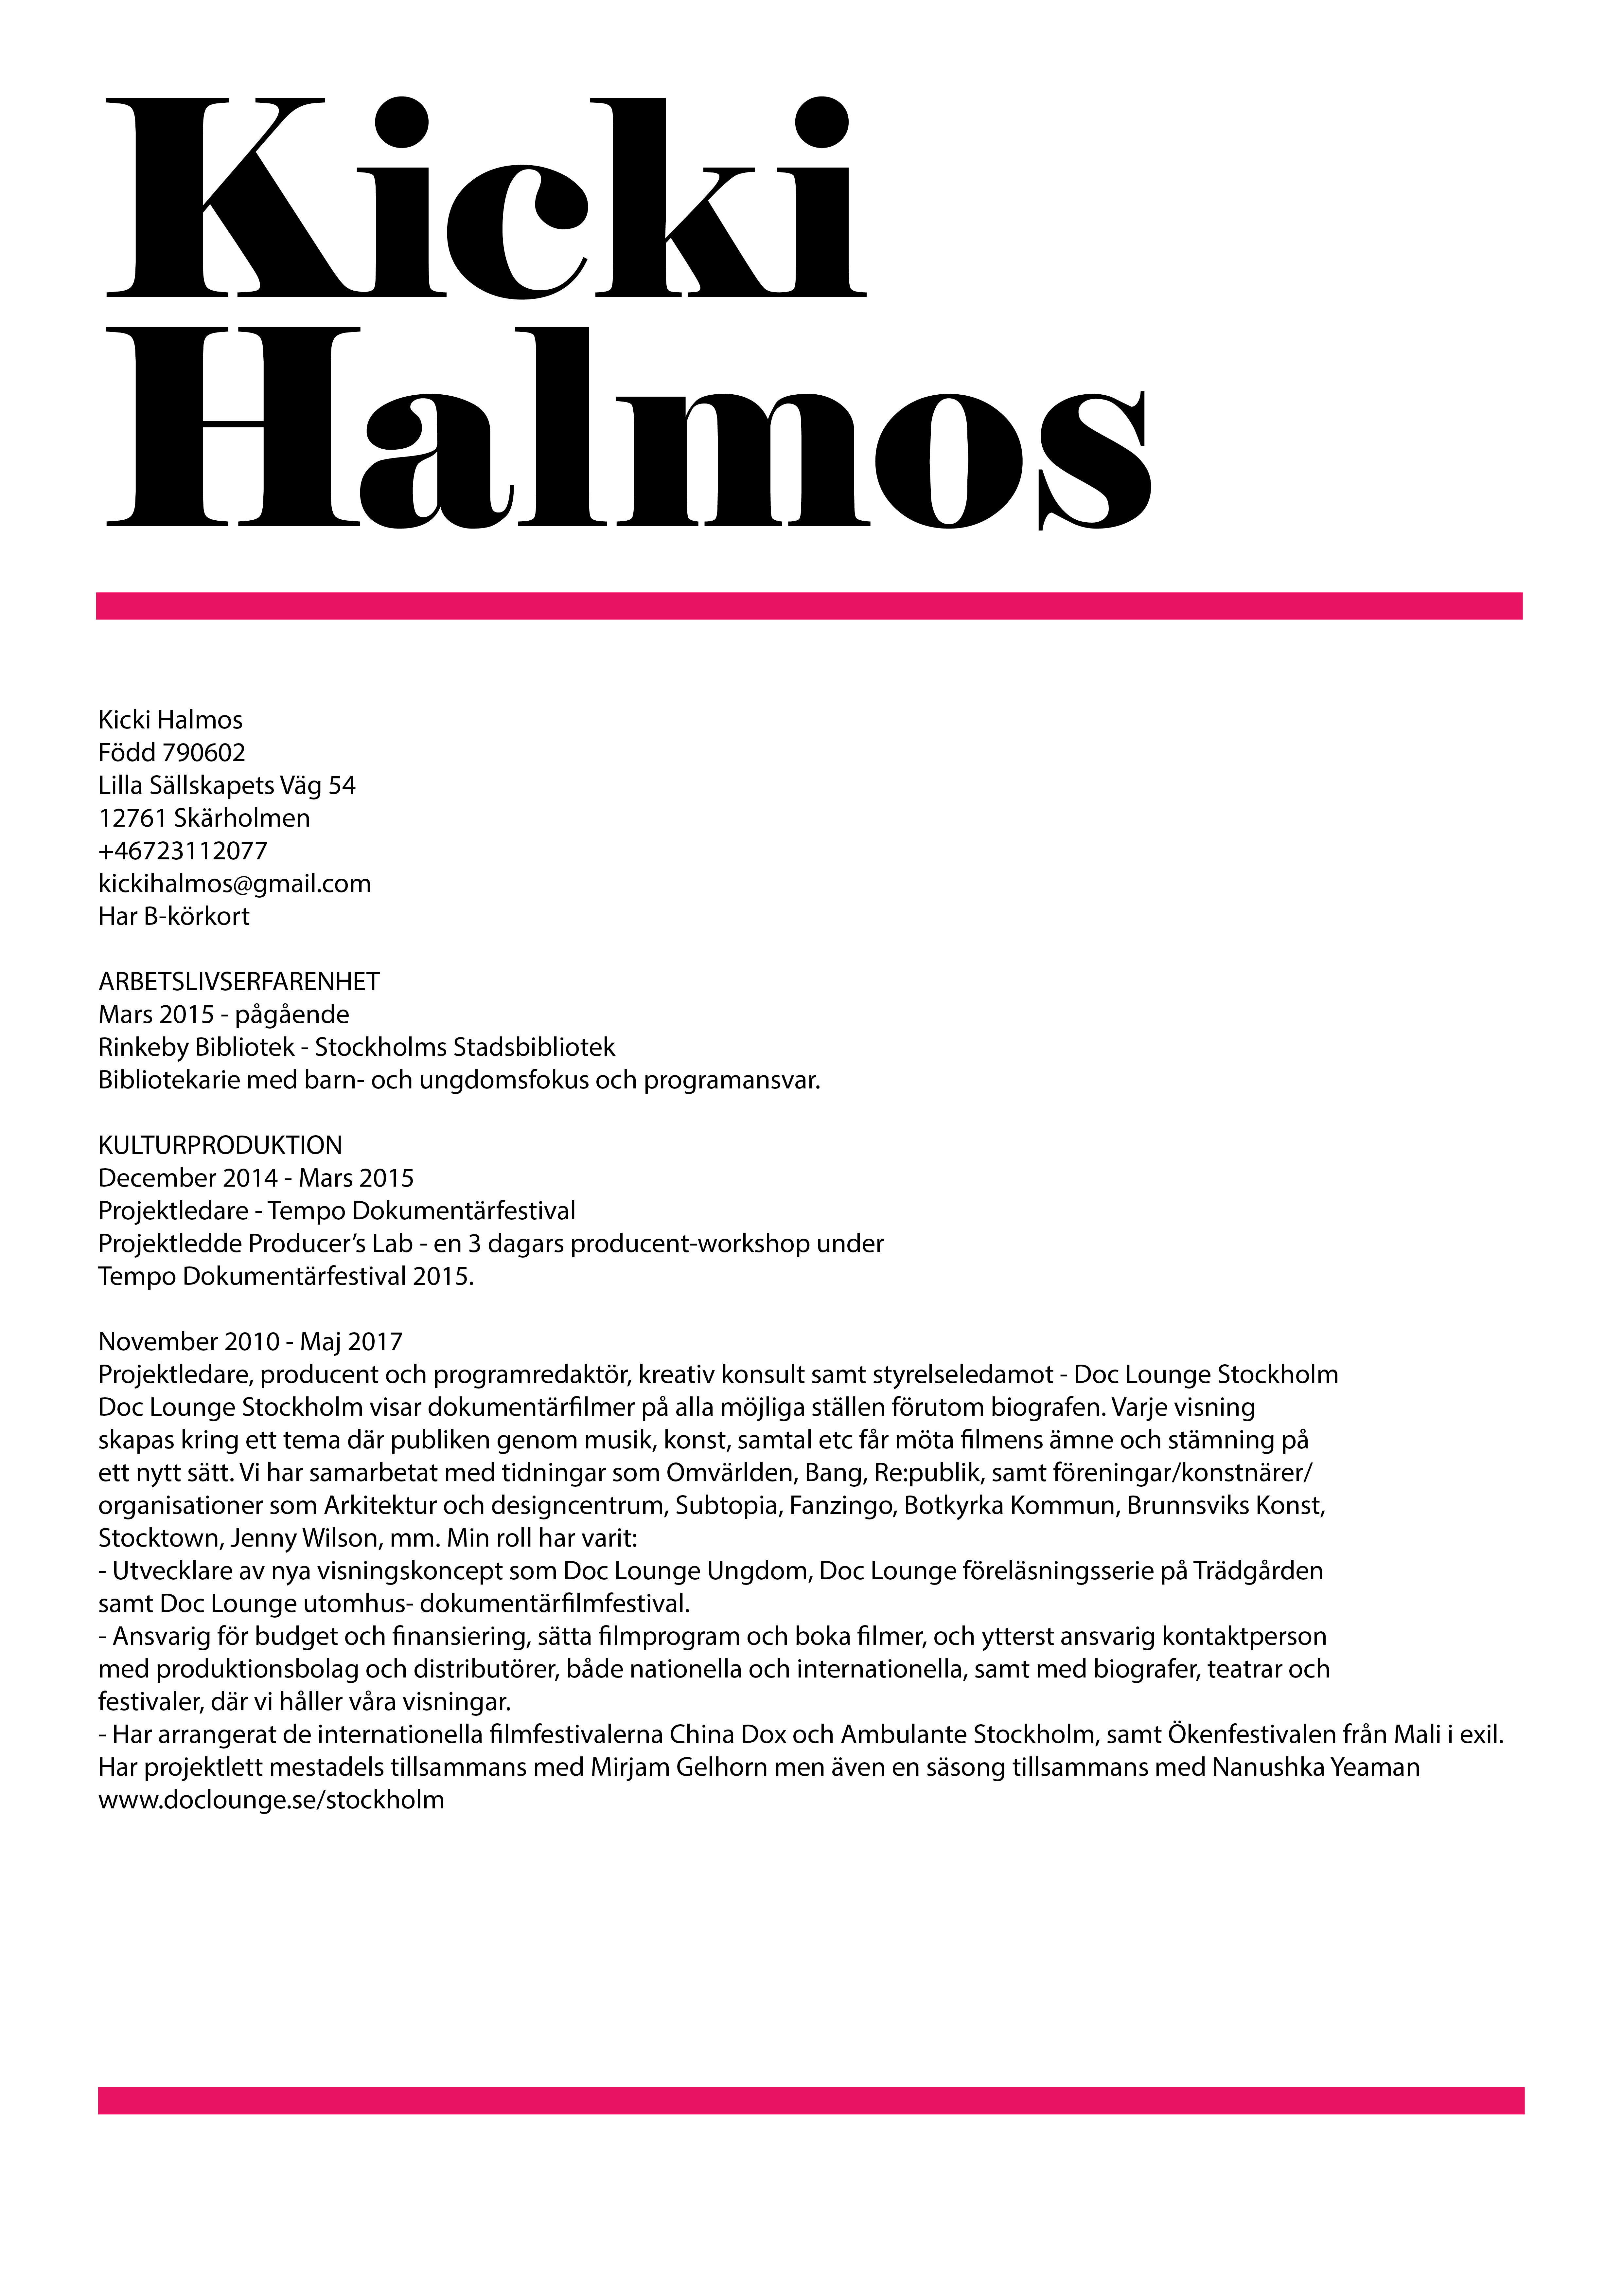 Kicki
Halmos
Kicki Halmos
Född 790602
Lilla Sällskapets Väg 54
12761 Skärholmen
+46723112077
kickihalmos@gmail.com
Har B-körkort
ARBETSLIVSERFARENHET
Mars 2015 - pågående
Rinkeby Bibliotek - Stockholms Stadsbibliotek
Bibliotekarie med barn- och ungdomsfokus och programansvar.
KULTURPRODUKTION
December 2014 - Mars 2015
Projektledare - Tempo Dokumentärfestival
Projektledde Producer’s Lab - en 3 dagars producent-workshop under
Tempo Dokumentärfestival 2015.
November 2010 - Maj 2017
Projektledare, producent och programredaktör, kreativ konsult samt styrelseledamot - Doc Lounge Stockholm
Doc Lounge Stockholm visar dokumentärfilmer på alla möjliga ställen förutom biografen. Varje visning
skapas kring ett tema där publiken genom musik, konst, samtal etc får möta filmens ämne och stämning på
ett nytt sätt. Vi har samarbetat med tidningar som Omvärlden, Bang, Re:publik, samt föreningar/konstnärer/
organisationer som Arkitektur och designcentrum, Subtopia, Fanzingo, Botkyrka Kommun, Brunnsviks Konst,
Stocktown, Jenny Wilson, mm. Min roll har varit:
- Utvecklare av nya visningskoncept som Doc Lounge Ungdom, Doc Lounge föreläsningsserie på Trädgården
samt Doc Lounge utomhus- dokumentärfilmfestival.
- Ansvarig för budget och finansiering, sätta filmprogram och boka filmer, och ytterst ansvarig kontaktperson
med produktionsbolag och distributörer, både nationella och internationella, samt med biografer, teatrar och
festivaler, där vi håller våra visningar.
- Har arrangerat de internationella filmfestivalerna China Dox och Ambulante Stockholm, samt Ökenfestivalen från Mali i exil.
Har projektlett mestadels tillsammans med Mirjam Gelhorn men även en säsong tillsammans med Nanushka Yeaman
www.doclounge.se/stockholm